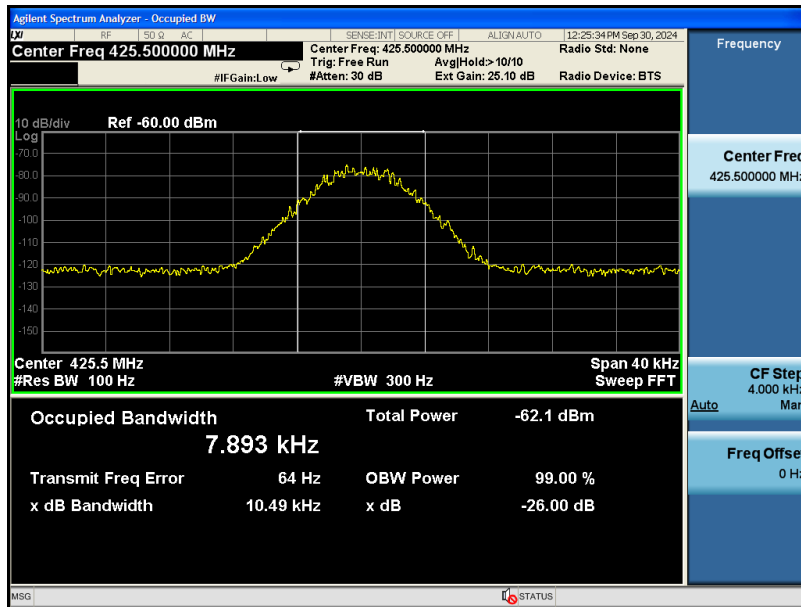 Agilent Spectrum Analyzer - Occupied BW
LXI RF 50 Ω AC SENSE:INT SOURCE OFF ALIGN AUTO 12:25:34 PM Sep 30, 2024
Center Freq 425.500000 MHz
Center Freq: 425.500000 MHz Radio Std: None
Trig: Free Run Avg|Hold:> 10/10
#IFGain:Low #Atten: 30 dB Ext Gain: 25.10 dB Radio Device: BTS
10 dB/div Ref -60.00 dBm
Log
-70.0
-80.0
-90.0
-100
-110
-120
-130
-140
-150
Center 425.5 MHz Span 40 kHz
#Res BW 100 Hz #VBW 300 Hz Sweep FFT
Occupied Bandwidth Total Power -62.1 dBm
7.893 kHz
Transmit Freq Error 64 Hz OBW Power 99.00 %
x dB Bandwidth 10.49 kHz x dB -26.00 dB
MSG STATUS
Frequency
Center Freq
425.500000 MHz
CF Step
4.000 kHz
Auto Man
Freq Offset
0 Hz